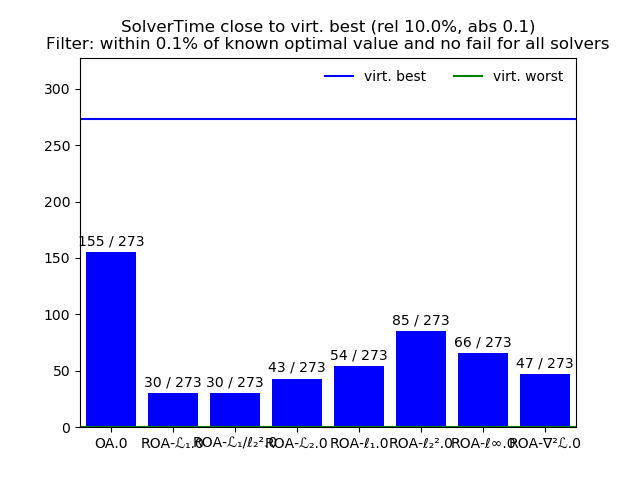 SolverTime close to virt. best (rel 10.0%, abs 0.1)
Filter: within 0.1% of known optimal value and no fail for all solvers
virt. best virt. worst
300
250
200
150
100
50
0
155 / 273
30 / 273
30 / 273
43 / 273
54 / 273
85 / 273
66 / 273
47 / 273
OA.0 ROA-ℒ₁.0 ROA-ℒ₁/ℓ₂².0 ROA-ℒ₂.0 ROA-ℓ₁.0 ROA-ℓ₂².0 ROA-ℓ∞.0 ROA-∇²ℒ.0